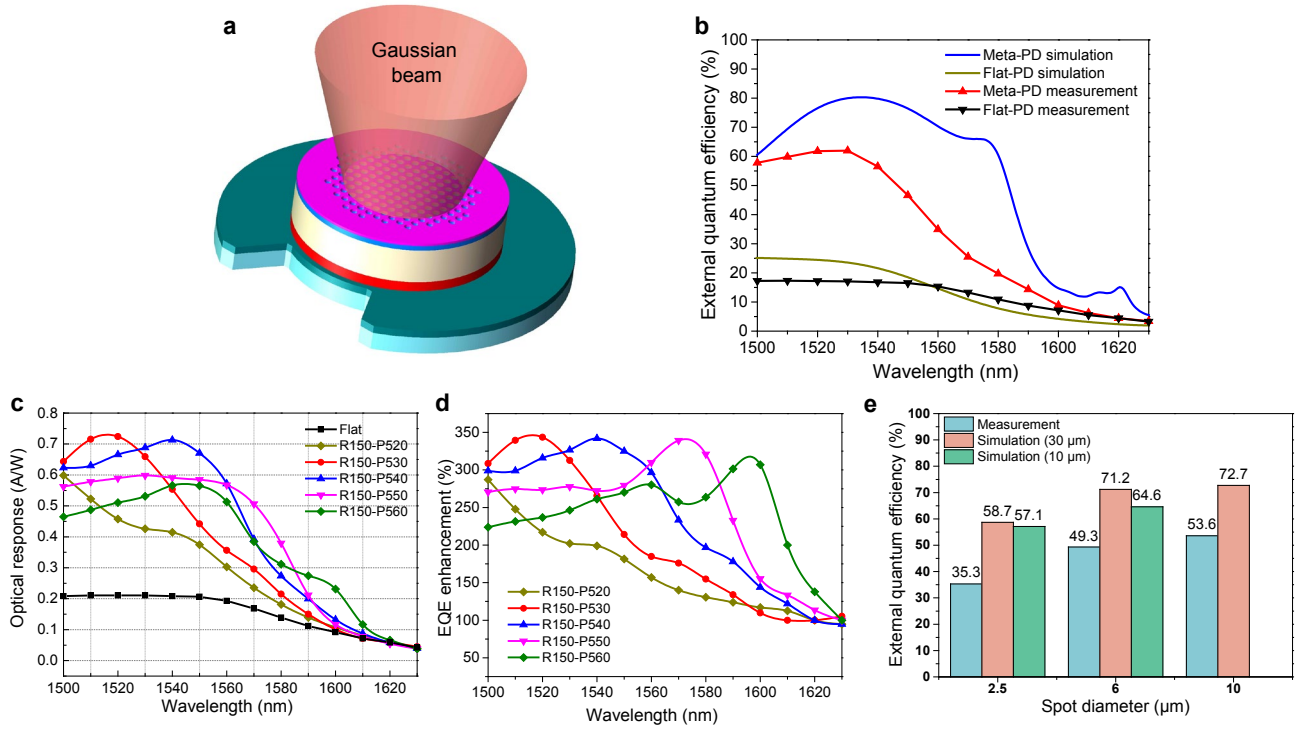 a
Gaussian
beam
b
External quantum efficiency (%)
100
90
80
70
60
50
40
30
20
10
0
Meta-PD simulation
Flat-PD simulation
Meta-PD measurement
Flat-PD measurement
1500 1520 1540 1560 1580 1600 1620
Wavelength (nm)
c
Optical response (A/W)
0.8
0.7
0.6
0.5
0.4
0.3
0.2
0.1
0.0
Flat
R150-P520
R150-P530
R150-P540
R150-P550
R150-P560
1500 1520 1540 1560 1580 1600 1620
Wavelength (nm)
d
EQE enhancement (%)
350
300
250
200
150
100
50
R150-P520
R150-P530
R150-P540
R150-P550
R150-P560
1500 1520 1540 1560 1580 1600 1620
Wavelength (nm)
e
External quantum efficiency (%)
100
90
80
70
60
50
40
30
20
10
0
Measurement
Simulation (30 μm)
Simulation (10 μm)
35.3 58.7 57.1
49.3 71.2 64.6
53.6 72.7
2.5 6 10
Spot diameter (μm)